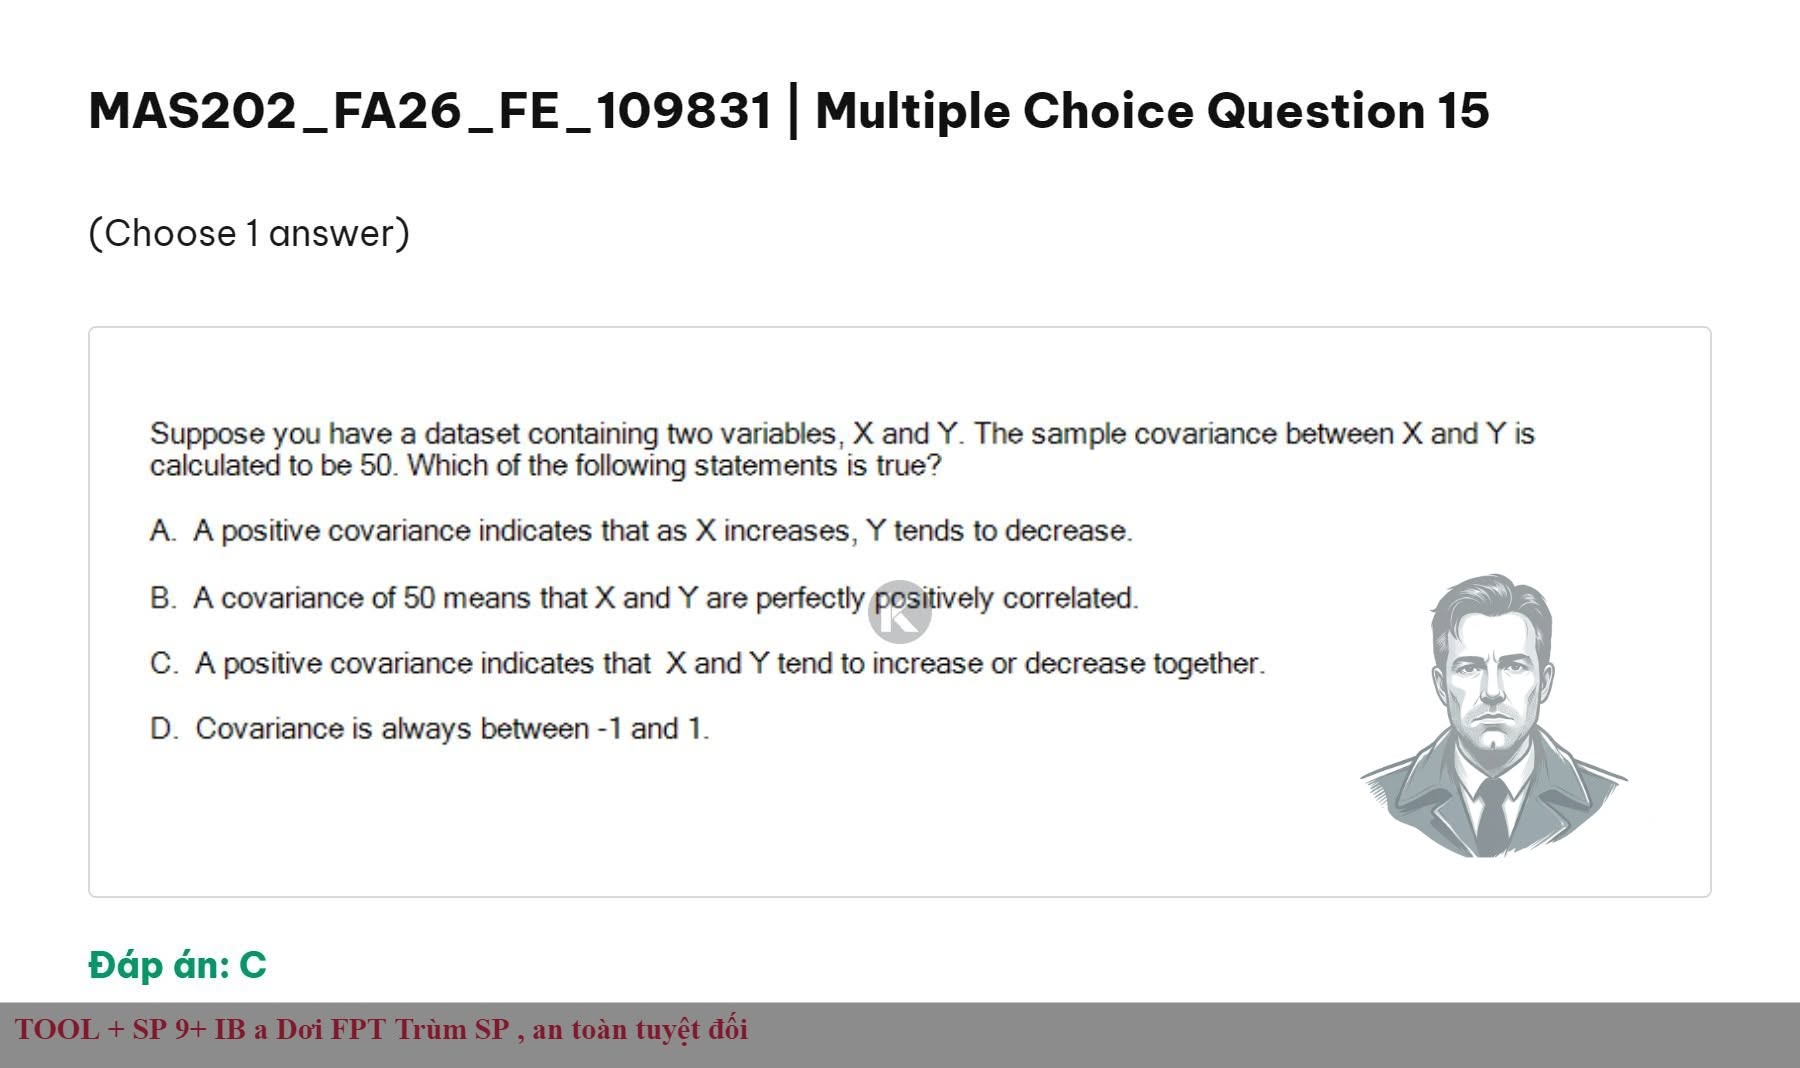 MAS202_FA26_FE_109831 | Multiple Choice Question 15
(Choose 1 answer)
Suppose you have a dataset containing two variables, X and Y. The sample covariance between X and Y is
calculated to be 50. Which of the following statements is true?
A. A positive covariance indicates that as X increases, Y tends to decrease.
B. A covariance of 50 means that X and Y are perfectly positively correlated.
C. A positive covariance indicates that X and Y tend to increase or decrease together.
D. Covariance is always between -1 and 1.
K
Đáp án: C
TOOL + SP 9+ IB a Dơi FPT Trùm SP , an toàn tuyệt đối